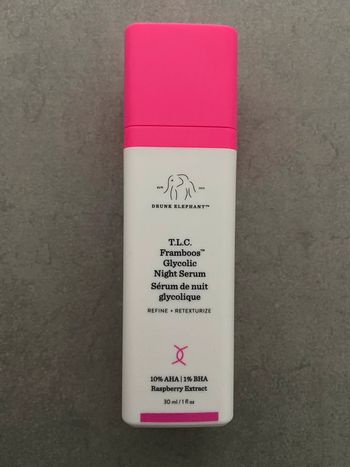 DRUNK ELEPHANT™
T.L.C.
Framboos™
Glycolic
Night Serum
Sérum de nuit
glycolique
REFINE + RETEXTURIZE
10% AHA | 1% BHA
Raspberry Extract
30 ml / 1 fl oz